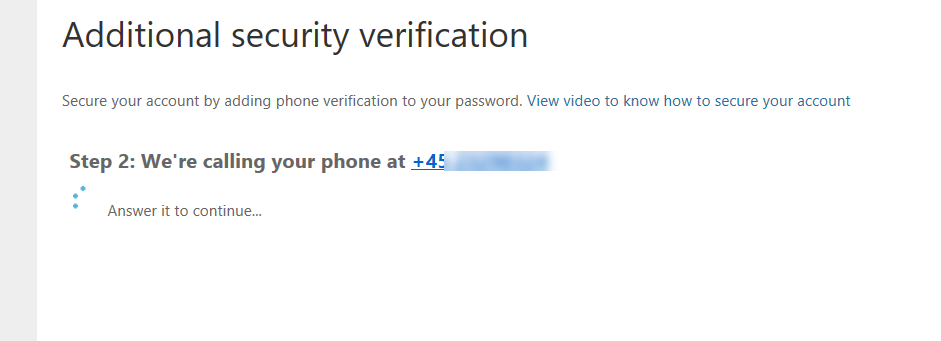 Additional security verification
Secure your account by adding phone verification to your password. View video to know how to secure your account
Step 2: We're calling your phone at +45
Answer it to continue...